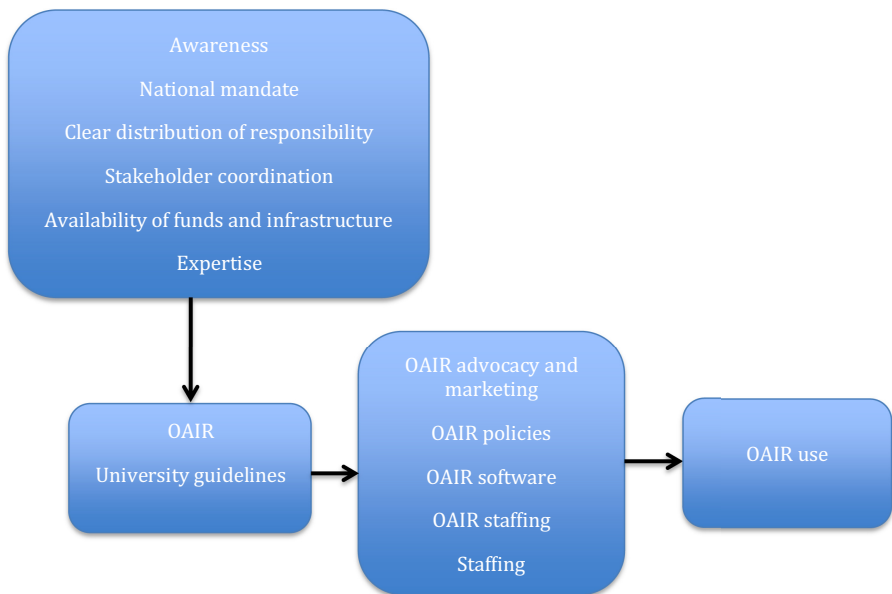 Awareness
National mandate
Clear distribution of responsibility
Stakeholder coordination
Availability of funds and infrastructure
Expertise
OAIR
University guidelines
OAIR advocacy and
marketing
OAIR policies
OAIR software
OAIR staffing
Staffing
OAIR use